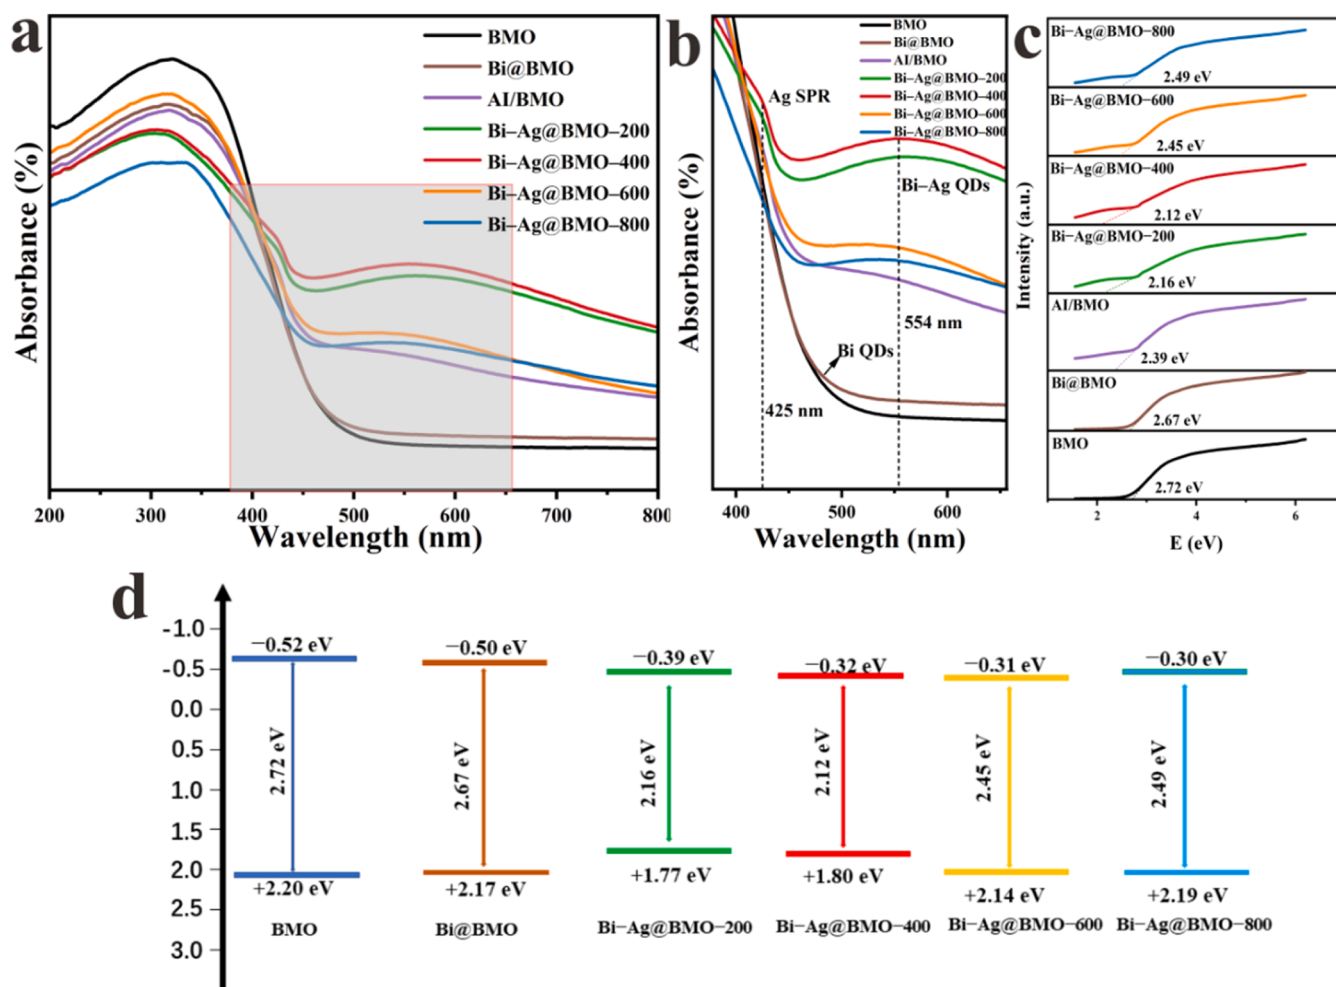 a
BMO
Bi@BMO
AI/BMO
Bi–Ag@BMO–200
Bi–Ag@BMO–400
Bi–Ag@BMO–600
Bi–Ag@BMO–800
Absorbance (%)
200 300 400 500 600 700 800
Wavelength (nm)
b
BMO
Bi@BMO
AI/BMO
Bi–Ag@BMO–200
Bi–Ag@BMO–400
Bi–Ag@BMO–600
Bi–Ag@BMO–800
Ag SPR
Bi–Ag QDs
554 nm
Bi QDs
425 nm
Absorbance (%)
400 500 600
Wavelength (nm)
c
Bi–Ag@BMO–800
2.49 eV
Bi–Ag@BMO–600
2.45 eV
Bi–Ag@BMO–400
2.12 eV
Bi–Ag@BMO–200
2.16 eV
AI/BMO
2.39 eV
Bi@BMO
2.67 eV
BMO
2.72 eV
Intensity (a.u.)
2 4 6
E (eV)
d
-1.0
-0.5
0.0
0.5
1.0
1.5
2.0
2.5
3.0
−0.52 eV −0.50 eV −0.39 eV −0.32 eV −0.31 eV −0.30 eV
2.72 eV 2.67 eV 2.16 eV 2.12 eV 2.45 eV 2.49 eV
+2.20 eV +2.17 eV +1.77 eV +1.80 eV +2.14 eV +2.19 eV
BMO Bi@BMO Bi–Ag@BMO–200 Bi–Ag@BMO–400 Bi–Ag@BMO–600 Bi–Ag@BMO–800